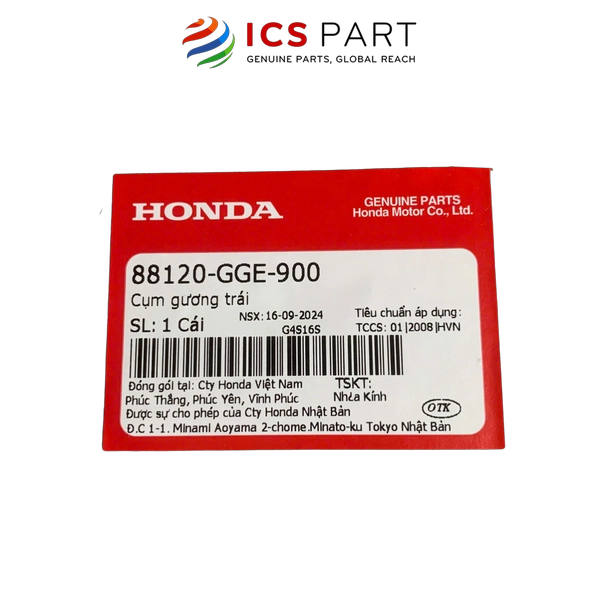 ICS PART
GENUINE PARTS, GLOBAL REACH
HONDA
GENUINE PARTS
Honda Motor Co., Ltd.
88120-GGE-900
Cụm gương trái
SL: 1 Cái
NSX: 16-09-2024
G4S16S
Tiêu chuẩn áp dụng:
TCCS: 01|2008|HVN
Đóng gói tại: Cty Honda Việt Nam
Phúc Thắng, Phúc Yên, Vĩnh Phúc
TSKT:
Nhựa Kính
Được sự cho phép của Cty Honda Nhật Bản
Đ.C 1-1. Minami Aoyama 2-chome.Minato-ku Tokyo Nhật Bản
OTK